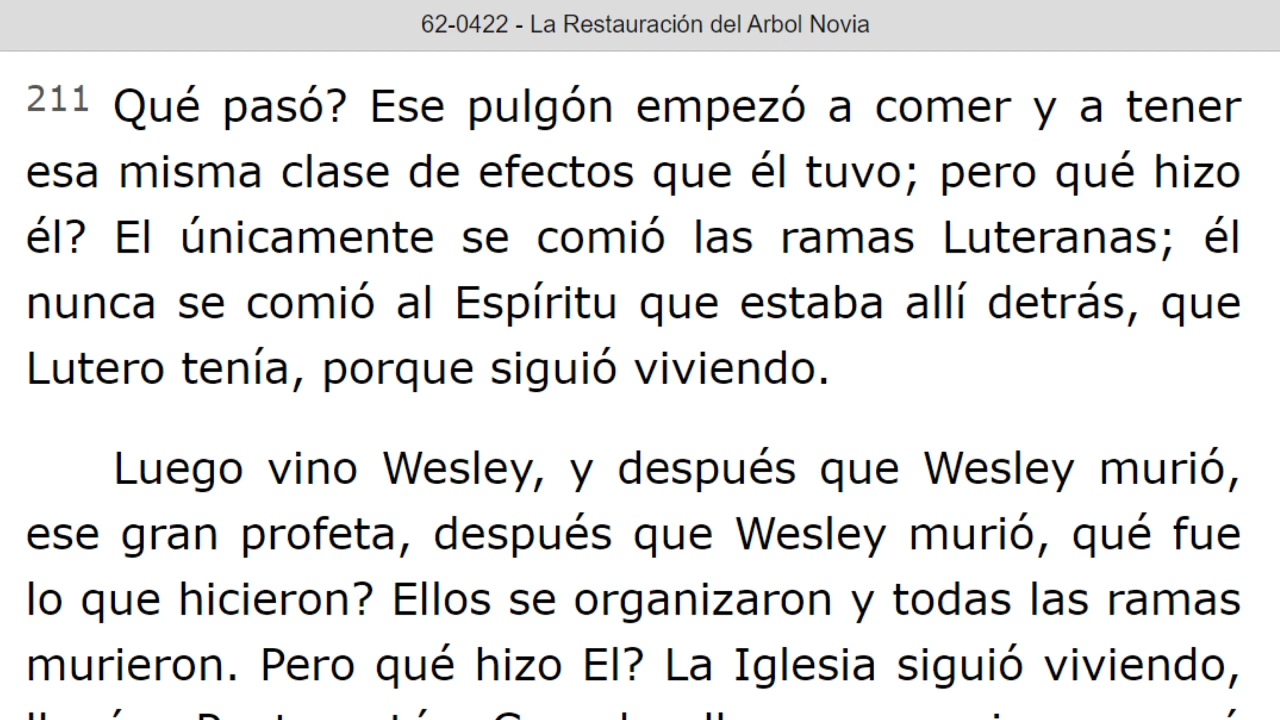 62-0422 - La Restauración del Arbol Novia
211 Qué pasó? Ese pulgón empezó a comer y a tener
esa misma clase de efectos que él tuvo; pero qué hizo
él? El únicamente se comió las ramas Luteranas; él
nunca se comió al Espíritu que estaba allí detrás, que
Lutero tenía, porque siguió viviendo.
Luego vino Wesley, y después que Wesley murió,
ese gran profeta, después que Wesley murió, qué fue
lo que hicieron? Ellos se organizaron y todas las ramas
murieron. Pero qué hizo El? La Iglesia siguió viviendo,